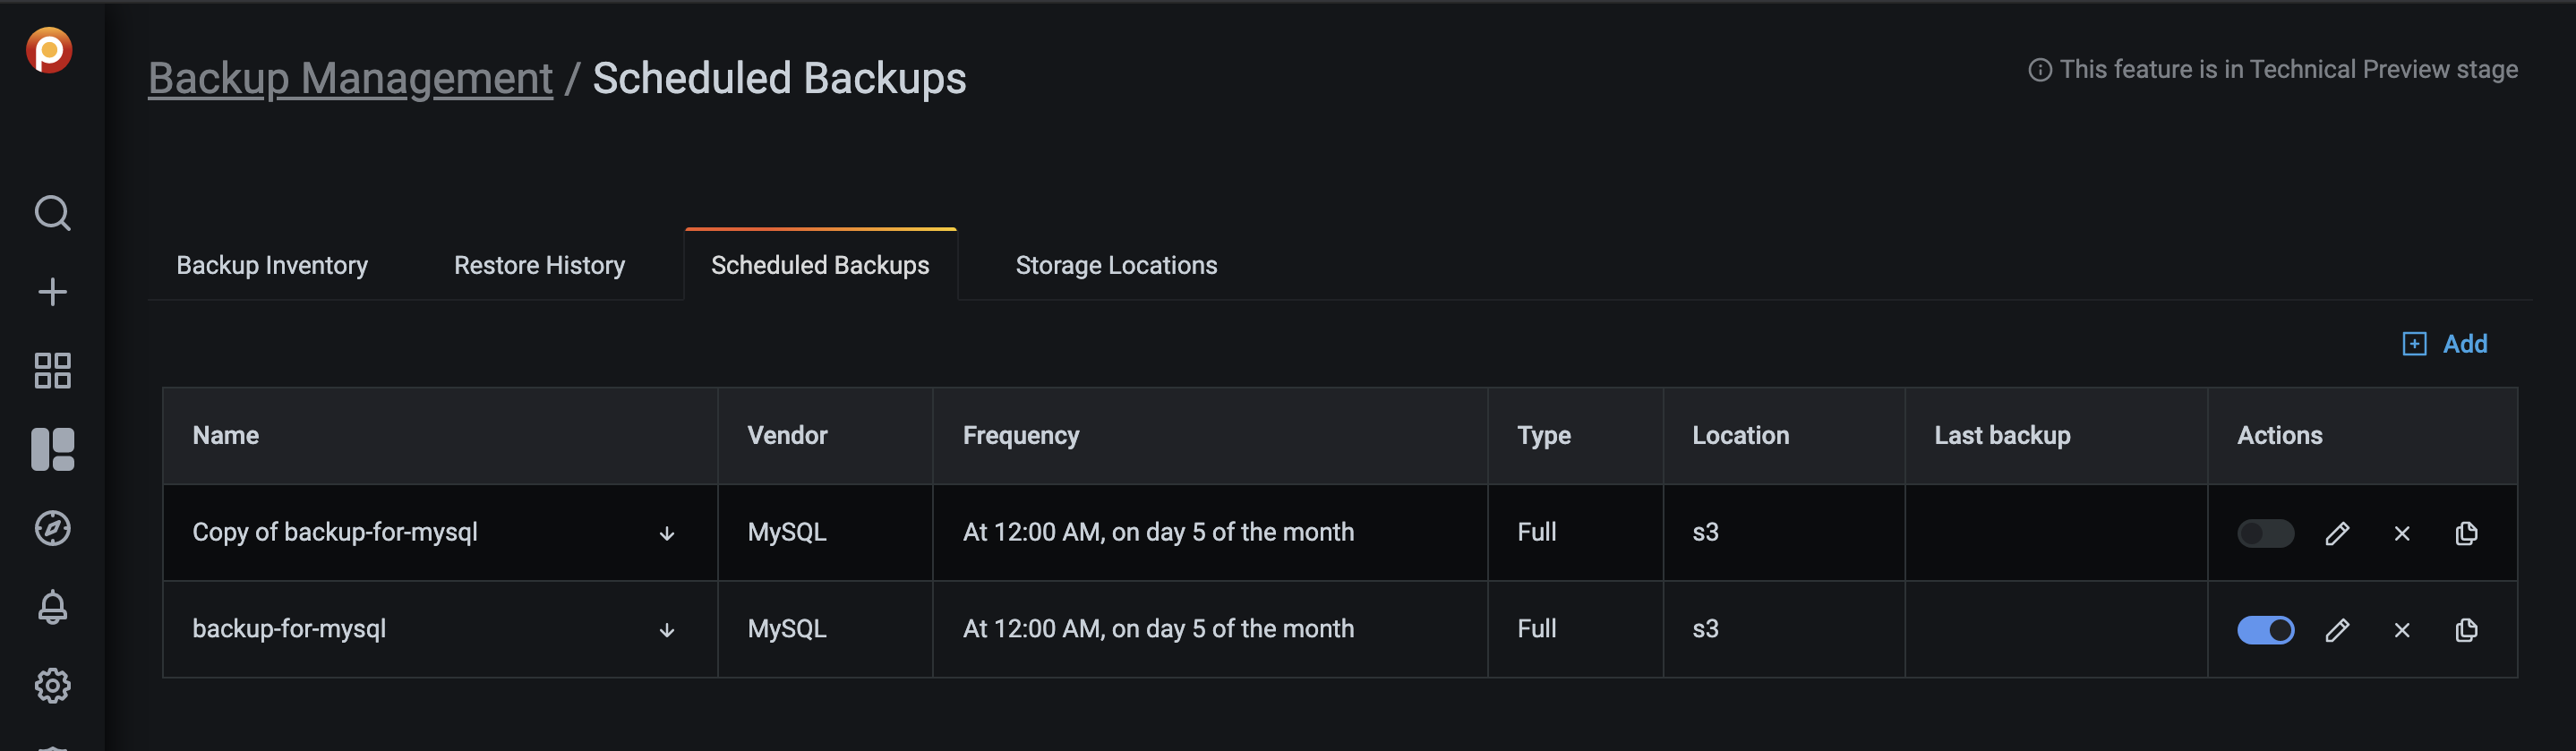 Backup Management / Scheduled Backups
This feature is in Technical Preview stage
Backup Inventory Restore History Scheduled Backups Storage Locations
Add
Name Vendor Frequency Type Location Last backup Actions
Copy of backup-for-mysql MySQL At 12:00 AM, on day 5 of the month Full s3
backup-for-mysql MySQL At 12:00 AM, on day 5 of the month Full s3